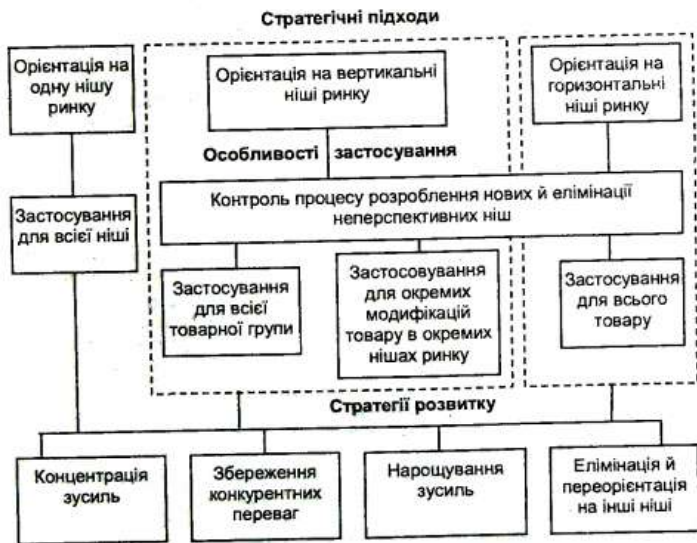 Стратегічні підходи
Орієнтація на
одну нішу
ринку
Орієнтація на вертикальні
ніші ринку
Орієнтація на
горизонтальні
ніші ринку
Особливості застосування
Контроль процесу розроблення нових й елімінації
неперспективних ніш
Застосування
для всієї ніші
Застосування
для всієї
товарної групи
Застосовування
для окремих
модифікацій
товару в окремих
нішах ринку
Застосування
для всього
товару
Стратегії розвитку
Концентрація
зусиль
Збереження
конкурентних
переваг
Нарощування
зусиль
Елімінація й
переорієнтація
на інші ніші